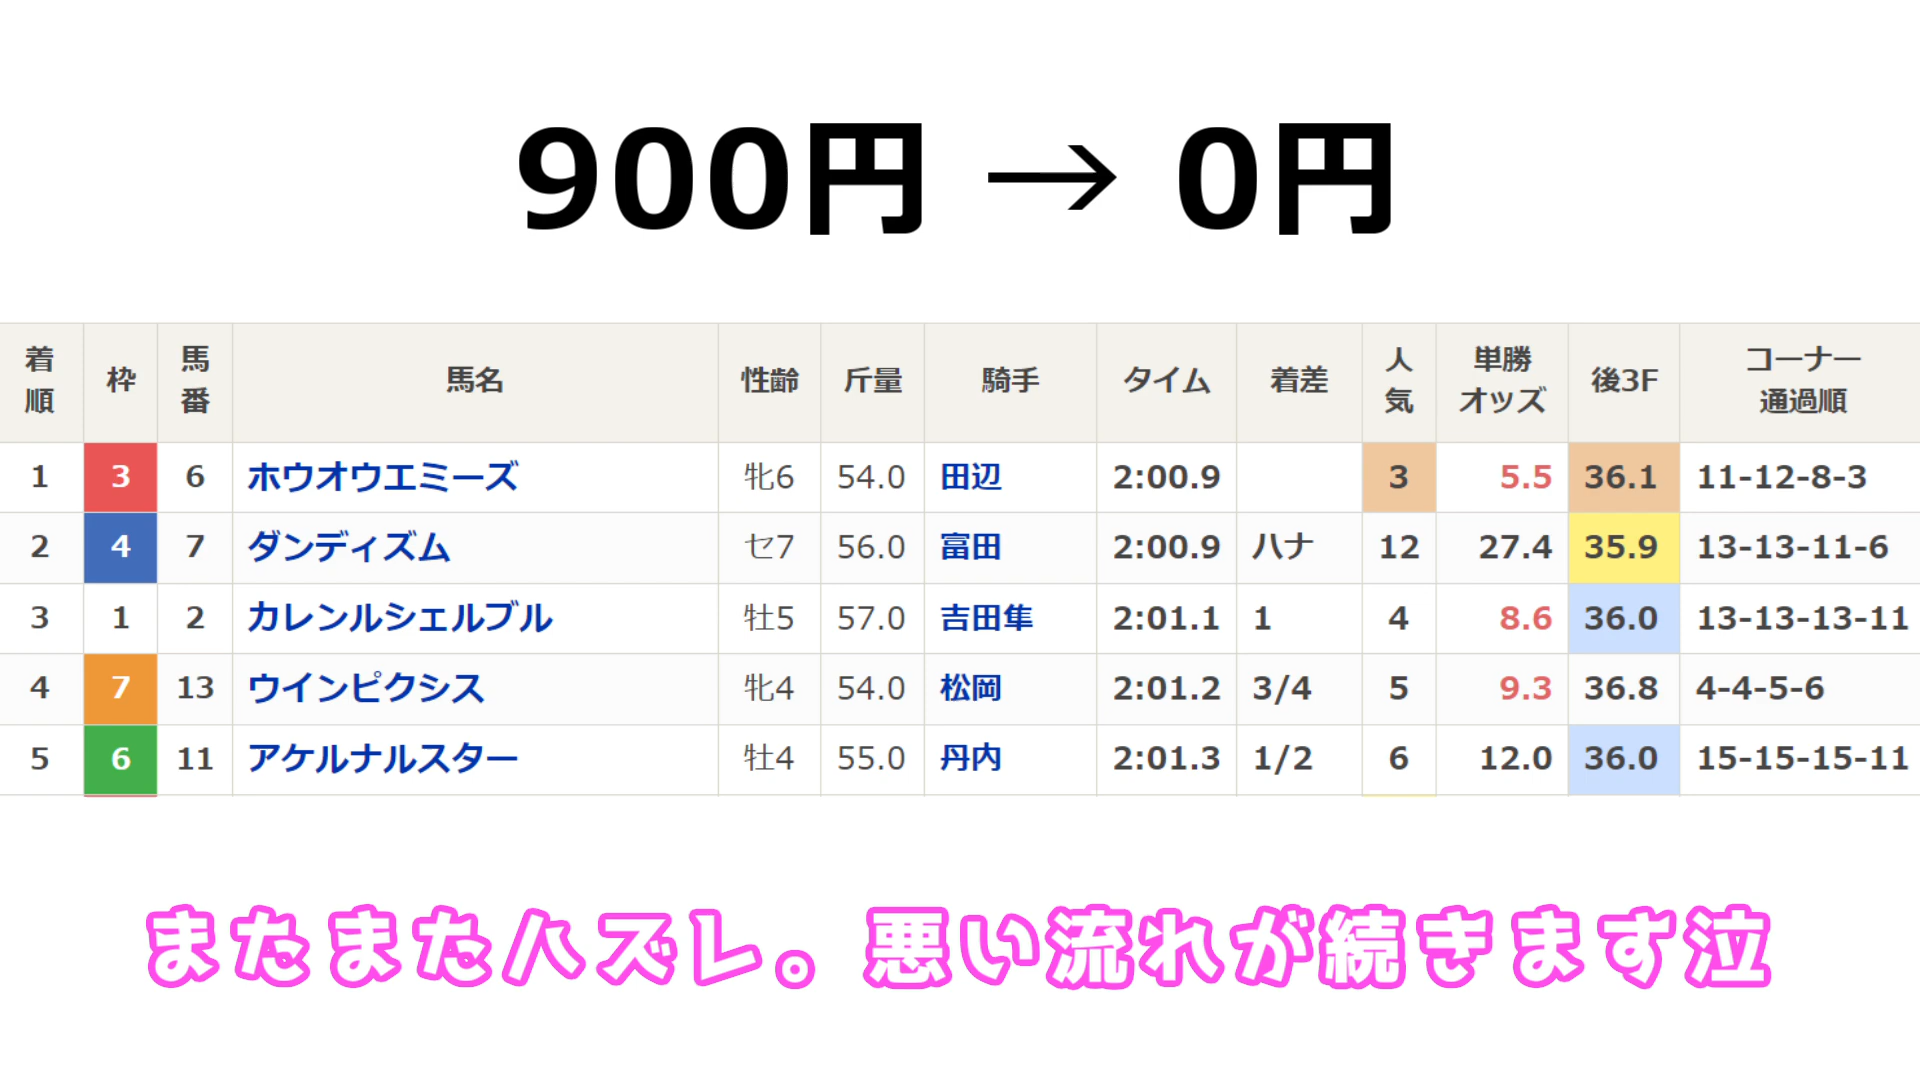 900円 → 0円
着順 枠 馬番 馬名 性齢 斤量 騎手 タイム 着差 人気 単勝オッズ 後3F コーナー通過順
1 3 6 ホウオウエミーズ 牝6 54.0 田辺 2:00.9 3 5.5 36.1 11-12-8-3
2 4 7 ダンディズム セ7 56.0 富田 2:00.9 ハナ 12 27.4 35.9 13-13-11-6
3 1 2 カレンルシェルブル 牡5 57.0 吉田隼 2:01.1 1 4 8.6 36.0 13-13-13-11
4 7 13 ウインピクシス 牝4 54.0 松岡 2:01.2 3/4 5 9.3 36.8 4-4-5-6
5 6 11 アケルナルスター 牡4 55.0 丹内 2:01.3 1/2 6 12.0 36.0 15-15-15-11
またまたハズレ。悪い流れが続きます泣